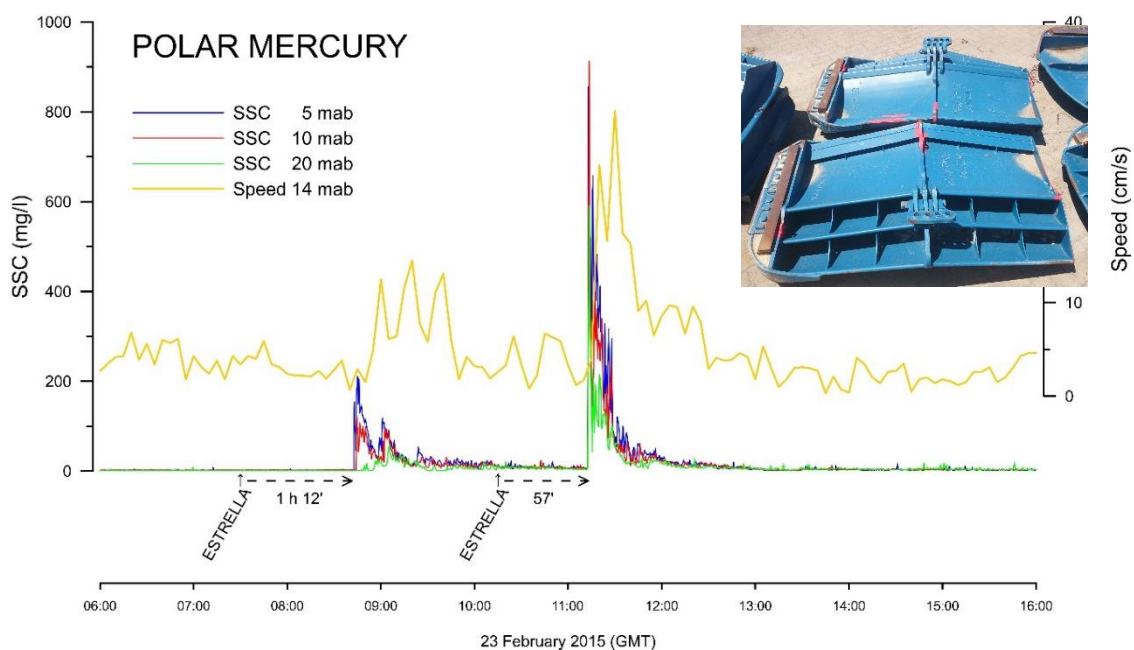 POLAR MERCURY
SSC 5 mab
SSC 10 mab
SSC 20 mab
Speed 14 mab
1000
800
600
400
200
0
SSC (mg/l)
40
10
0
Speed (cm/s)
1 h 12'
57'
ESTRELLA
ESTRELLA
06:00 07:00 08:00 09:00 10:00 11:00 12:00 13:00 14:00 15:00 16:00
23 February 2015 (GMT)